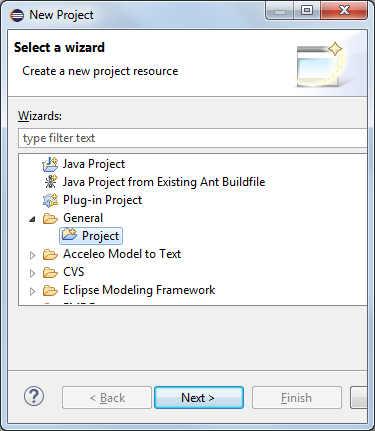 New Project
Select a wizard
Create a new project resource
Wizards:
type filter text
Java Project
Java Project from Existing Ant Buildfile
Plug-in Project
General
Project
Acceleo Model to Text
CVS
Eclipse Modeling Framework
?
< Back Next > Finish